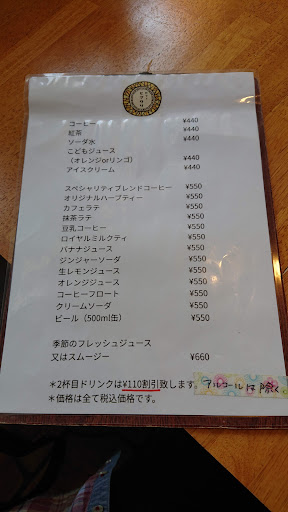 コーヒー ¥440
紅茶 ¥440
ソーダ水 ¥440
こどもジュース
(オレンジorリンゴ) ¥440
アイスクリーム ¥440
スペシャリティブレンドコーヒー ¥550
オリジナルハーブティー ¥550
カフェラテ ¥550
抹茶ラテ ¥550
豆乳コーヒー ¥550
ロイヤルミルクティ ¥550
バナナジュース ¥550
ジンジャーソーダ ¥550
生レモンジュース ¥550
オレンジジュース ¥550
コーヒーフロート ¥550
クリームソーダ ¥550
ビール(500ml缶) ¥550
季節のフレッシュジュース
又はスムージー ¥660
*2杯目ドリンクは¥110割引致します。アルコールは除く。
*価格は全て税込価格です。